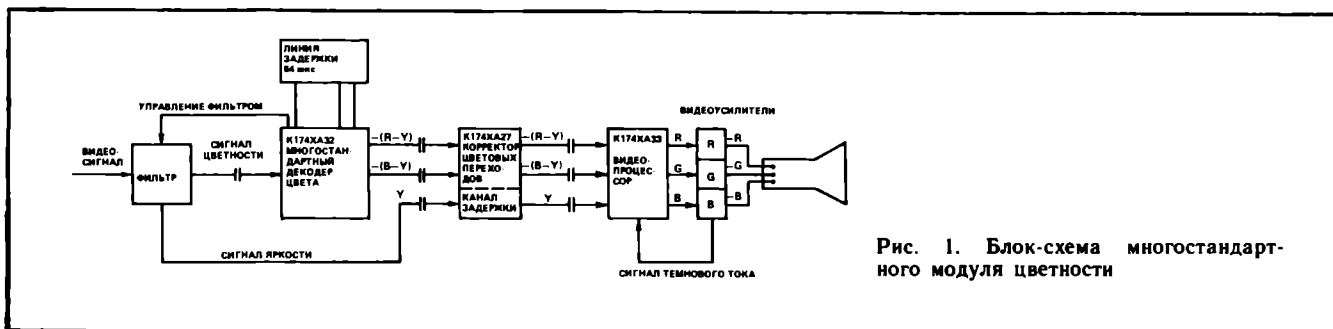 ЛИНИЯ
ЗАДЕРЖКИ
64 мкс
УПРАВЛЕНИЕ ФИЛЬТРОМ
ВИДЕО-
СИГНАЛ
ФИЛЬТР
СИГНАЛ
ЦВЕТНОСТИ
К174ХА32
МНОГОСТАН-
ДАРТНЫЙ
ДЕКОДЕР
ЦВЕТА
–(R–Y)
–(B–Y)
Y
К174ХА27
КОРРЕКТОР
ЦВЕТОВЫХ
ПЕРЕХО-
ДОВ
КАНАЛ
ЗАДЕРЖКИ
–(R–Y)
–(B–Y)
Y
К174ХА33
ВИДЕО-
ПРОЦЕС-
СОР
R
G
B
ВИДЕОУСИЛИТЕЛИ
R
G
B
–R
–G
–B
СИГНАЛ ЯРКОСТИ
СИГНАЛ ТЕМНОВОГО ТОКА
Рис. 1. Блок-схема многостандарт-
ного модуля цветности